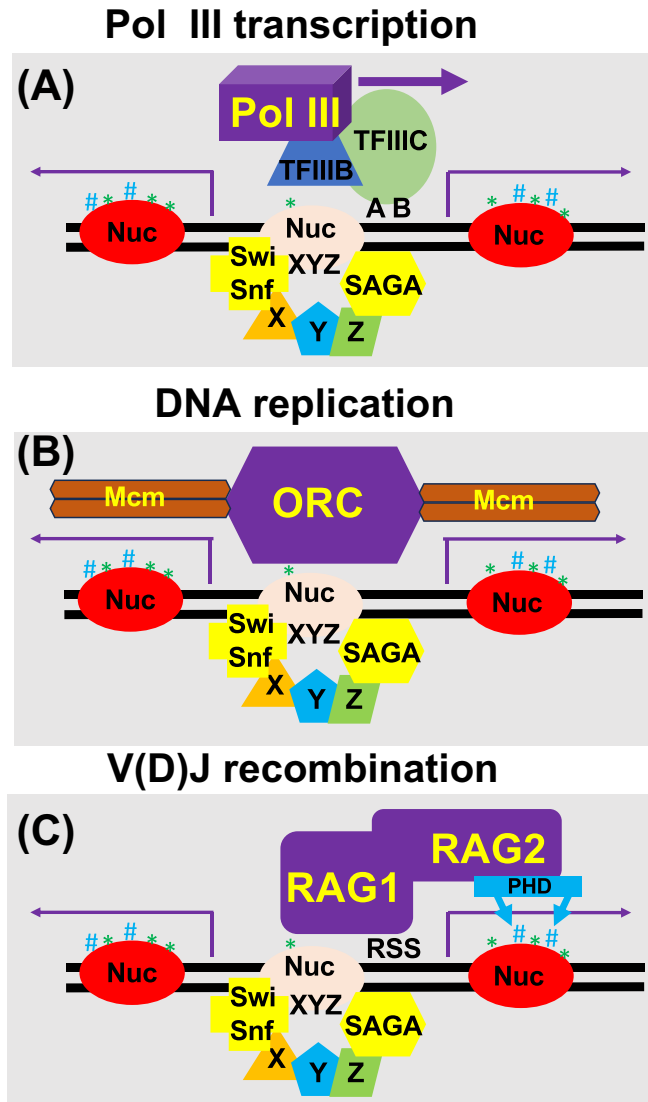 Pol III transcription
(A)
Pol III
TFIIIC
TFIIIB
# * # * *
* # * # *
*
A B
Nuc
Nuc
Nuc
Swi
Snf
XYZ
SAGA
X
Y
Z
DNA replication
(B)
Mcm
ORC
Mcm
# * # * *
* # * # *
*
Nuc
Nuc
Nuc
Swi
Snf
XYZ
SAGA
X
Y
Z
V(D)J recombination
(C)
RAG2
RAG1
PHD
# * # * *
* # * # *
*
RSS
Nuc
Nuc
Nuc
Swi
Snf
XYZ
SAGA
X
Y
Z